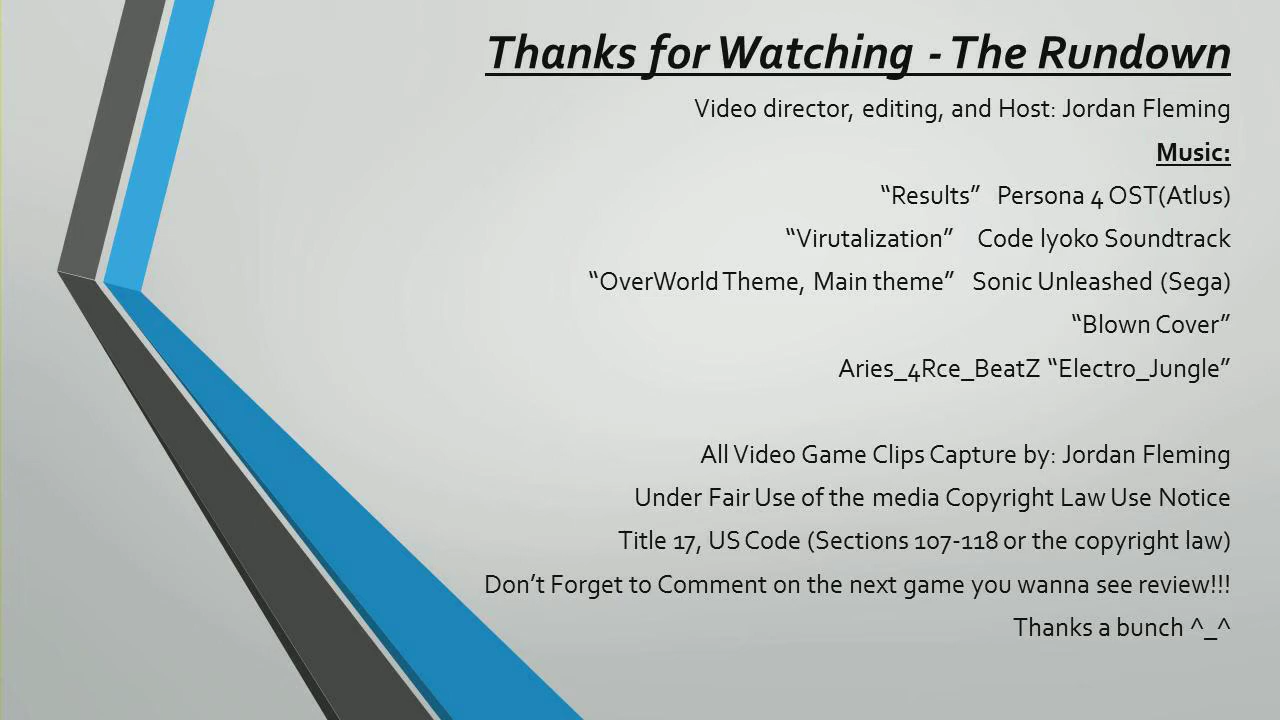 Thanks for Watching - The Rundown
Video director, editing, and Host: Jordan Fleming
Music:
“Results” Persona 4 OST(Atlus)
“Virutalization” Code lyoko Soundtrack
“OverWorld Theme, Main theme” Sonic Unleashed (Sega)
“Blown Cover”
Aries_4Rce_BeatZ “Electro_Jungle”
All Video Game Clips Capture by: Jordan Fleming
Under Fair Use of the media Copyright Law Use Notice
Title 17, US Code (Sections 107-118 or the copyright law)
Don’t Forget to Comment on the next game you wanna see review!!!
Thanks a bunch ^_^